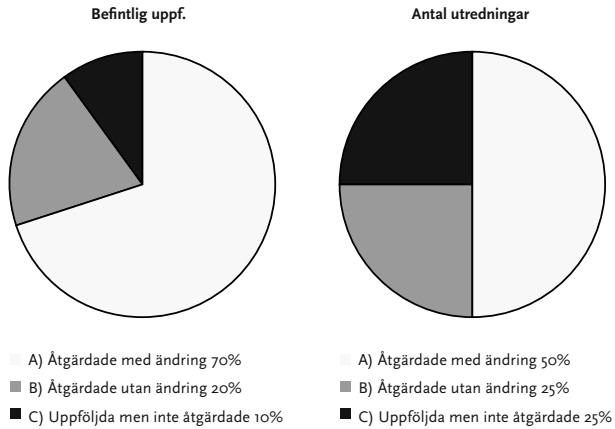 Befintlig uppf.
A) Åtgärdade med ändring 70%
B) Åtgärdade utan ändring 20%
C) Uppföljda men inte åtgärdade 10%
Antal utredningar
A) Åtgärdade med ändring 50%
B) Åtgärdade utan ändring 25%
C) Uppföljda men inte åtgärdade 25%